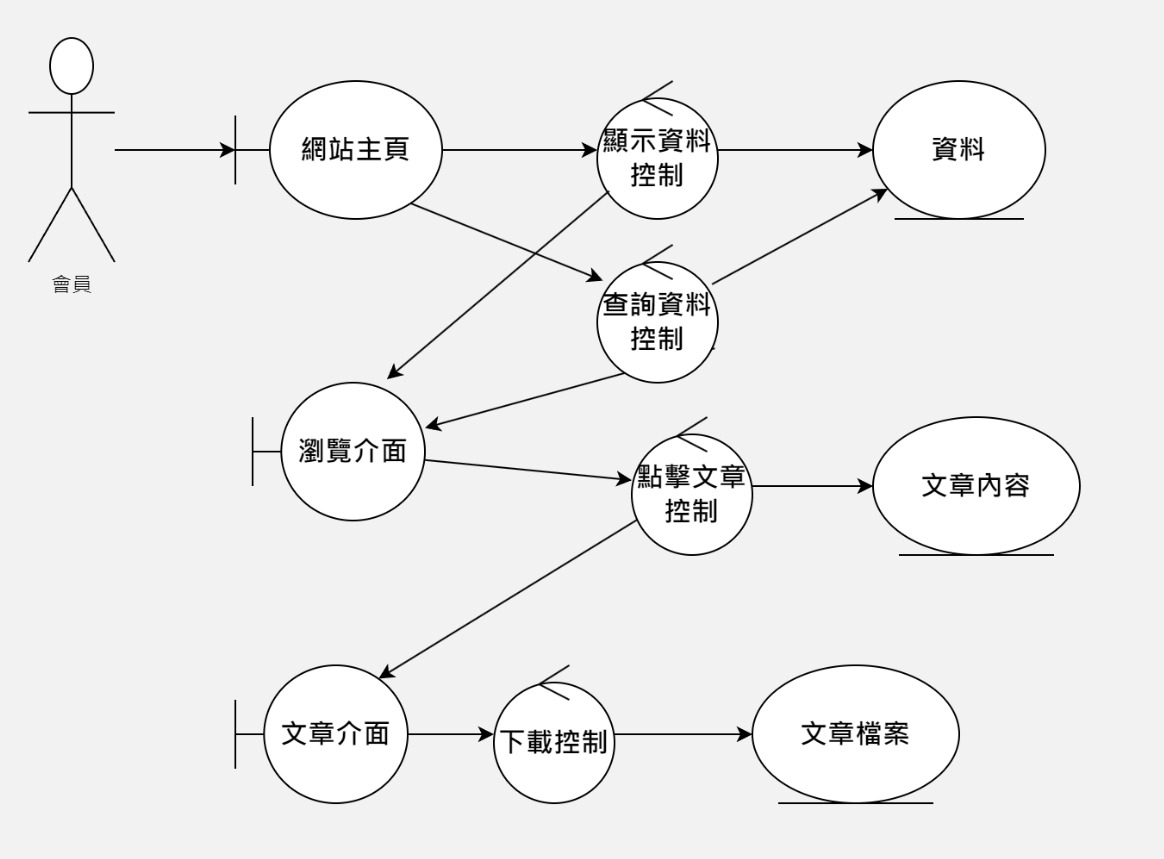 網站主頁
顯示資料
控制
資料
會員
查詢資料
控制
瀏覽介面
點擊文章
控制
文章內容
文章介面
下載控制
文章檔案